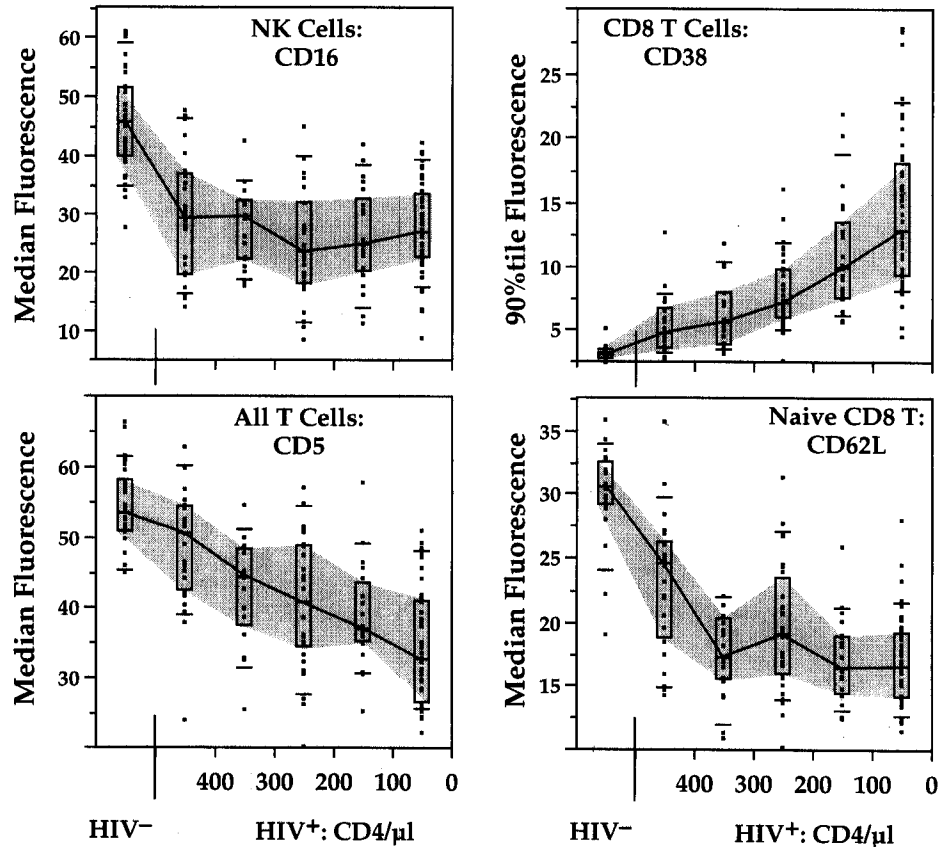 NK Cells:
CD16
Median Fluorescence
60
50
40
30
20
10
CD8 T Cells:
CD38
90%tile Fluorescence
25
20
15
10
5
All T Cells:
CD5
Median Fluorescence
60
50
40
30
400 300 200 100 0
HIV− HIV+: CD4/µl
Naive CD8 T:
CD62L
Median Fluorescence
35
30
25
20
15
400 300 200 100 0
HIV− HIV+: CD4/µl